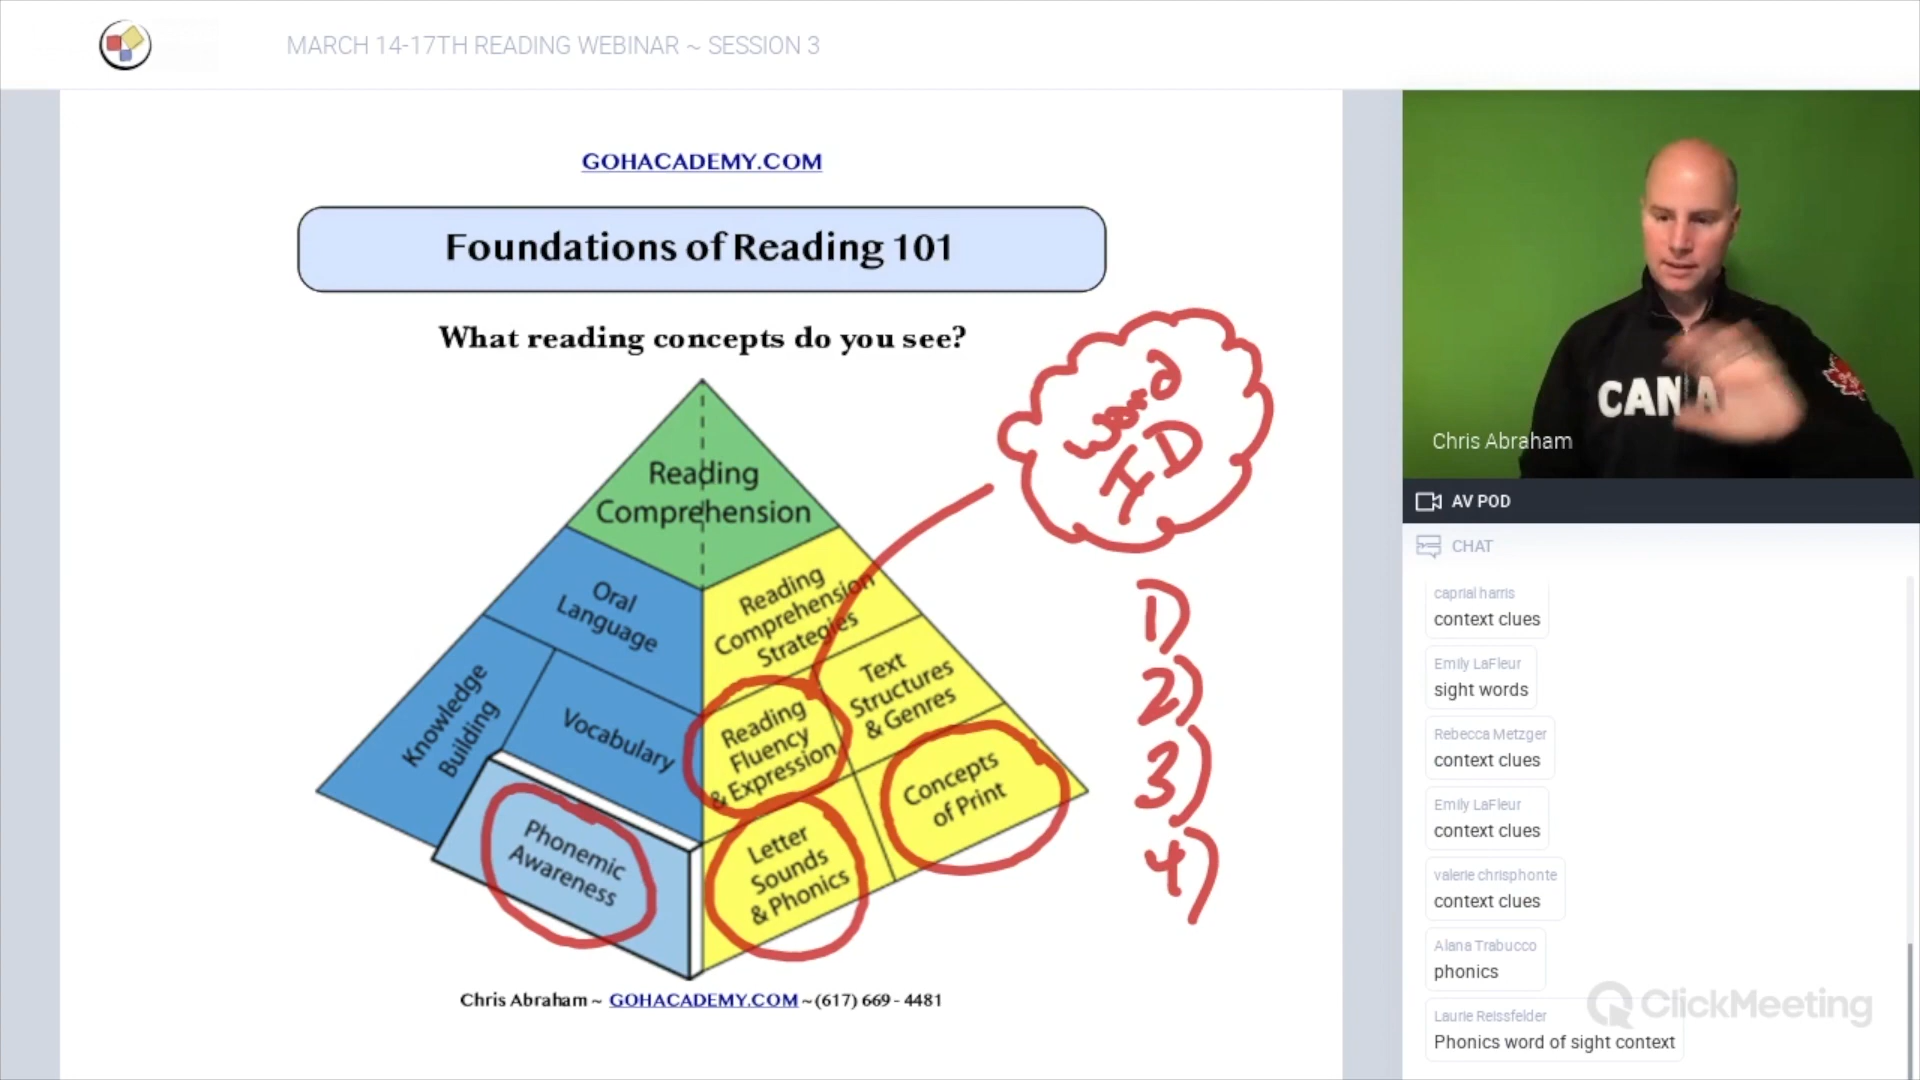 MARCH 14-17TH READING WEBINAR ~ SESSION 3
GOHACADEMY.COM
Foundations of Reading 101
What reading concepts do you see?
Reading
Comprehension
Oral
Language
Reading
Comprehension
Strategies
Knowledge
Building
Vocabulary
Reading
Fluency
& Expression
Text
Structures
& Genres
Phonemic
Awareness
Letter
Sounds
& Phonics
Concepts
of Print
word
ID
1)
2)
3)
4)
Chris Abraham ~ GOHACADEMY.COM ~ (617) 669 - 4481
CANA
Chris Abraham
AV POD
CHAT
caprial harris
context clues
Emily LaFleur
sight words
Rebecca Metzger
context clues
Emily LaFleur
context clues
valerie chrisphonte
context clues
Alana Trabucco
phonics
Laurie Reissfelder
Phonics word of sight context
ClickMeeting